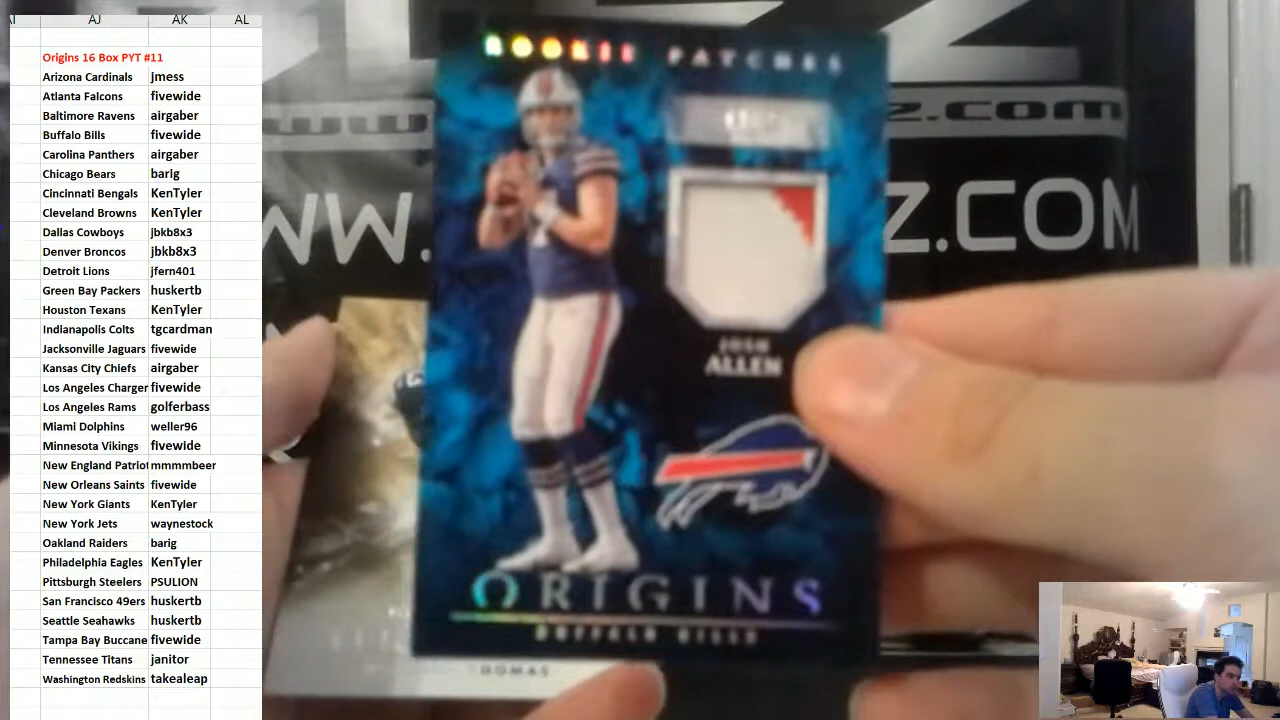 AJ AK AL
Origins 16 Box PYT #11
Arizona Cardinals jmess
Atlanta Falcons fivewide
Baltimore Ravens airgaber
Buffalo Bills fivewide
Carolina Panthers airgaber
Chicago Bears barig
Cincinnati Bengals KenTyler
Cleveland Browns KenTyler
Dallas Cowboys jbkb8x3
Denver Broncos jbkb8x3
Detroit Lions jfern401
Green Bay Packers huskertb
Houston Texans KenTyler
Indianapolis Colts tgcardman
Jacksonville Jaguars fivewide
Kansas City Chiefs airgaber
Los Angeles Charger fivewide
Los Angeles Rams golferbass
Miami Dolphins weller96
Minnesota Vikings fivewide
New England Patriot mmmmbeer
New Orleans Saints fivewide
New York Giants KenTyler
New York Jets waynestock
Oakland Raiders barig
Philadelphia Eagles KenTyler
Pittsburgh Steelers PSULION
San Francisco 49ers huskertb
Seattle Seahawks huskertb
Tampa Bay Buccane fivewide
Tennessee Titans janitor
Washington Redskins takealeap
ROOKIE PATCHES
JOSH
ALLEN
ORIGINS
BUFFALO BILLS
www.
z.com
WW.
Z.COM